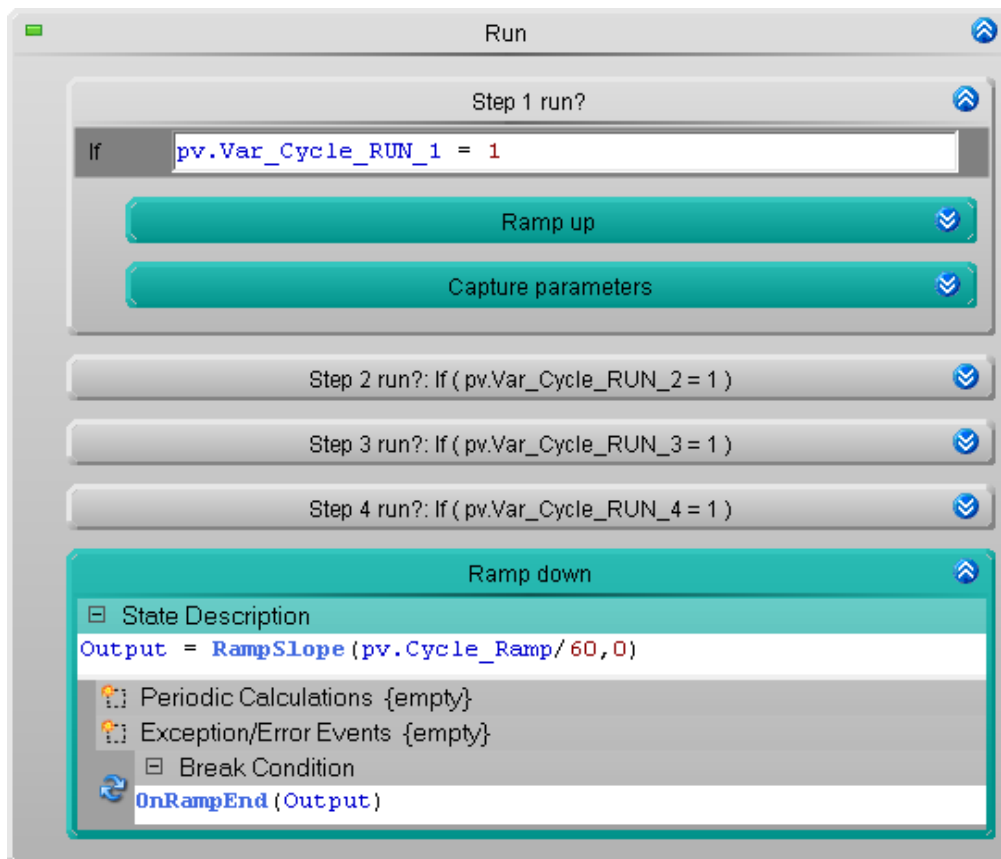 Run
Step 1 run?
If pv.Var_Cycle_RUN_1 = 1
Ramp up
Capture parameters
Step 2 run?: If ( pv.Var_Cycle_RUN_2 = 1 )
Step 3 run?: If ( pv.Var_Cycle_RUN_3 = 1 )
Step 4 run?: If ( pv.Var_Cycle_RUN_4 = 1 )
Ramp down
State Description
Output = RampSlope(pv.Cycle_Ramp/60,0)
Periodic Calculations {empty}
Exception/Error Events {empty}
Break Condition
OnRampEnd(Output)